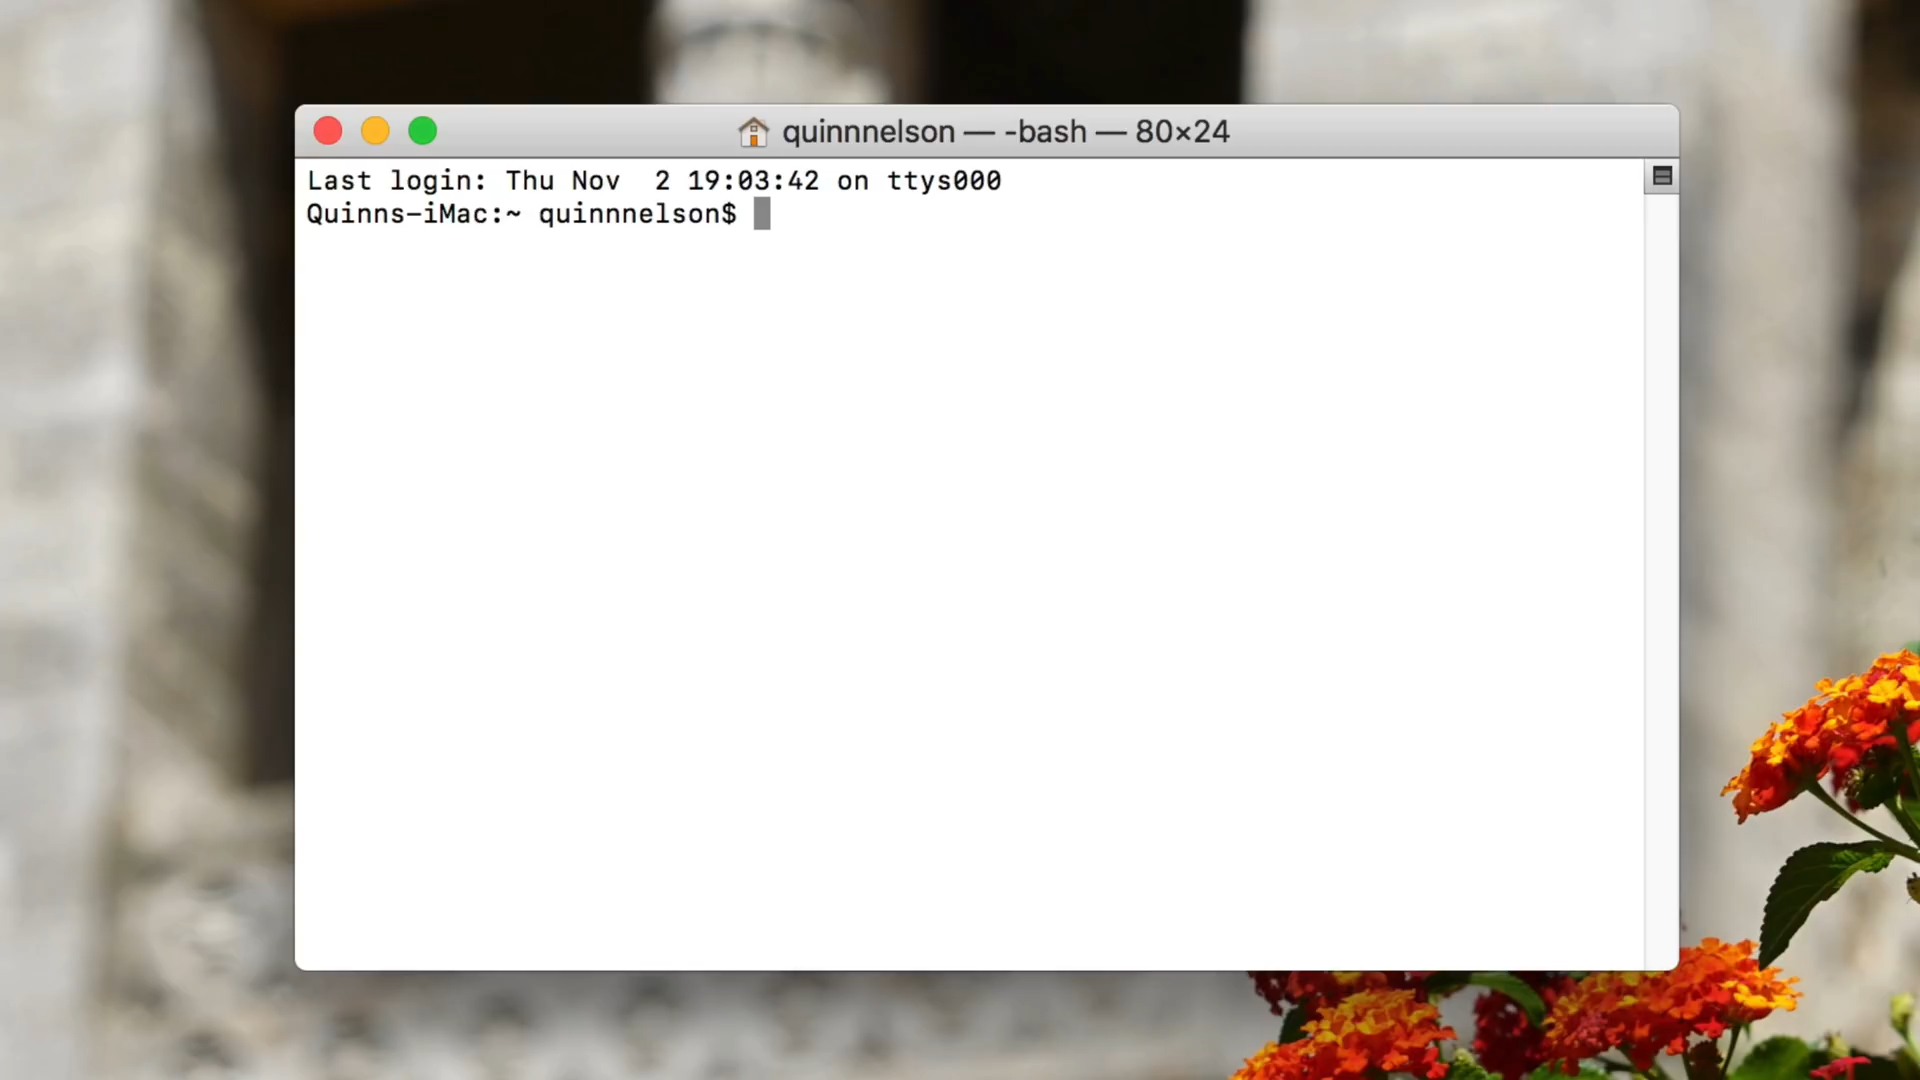 quinnnelson — -bash — 80×24
Last login: Thu Nov  2 19:03:42 on ttys000
Quinns-iMac:~ quinnnelson$